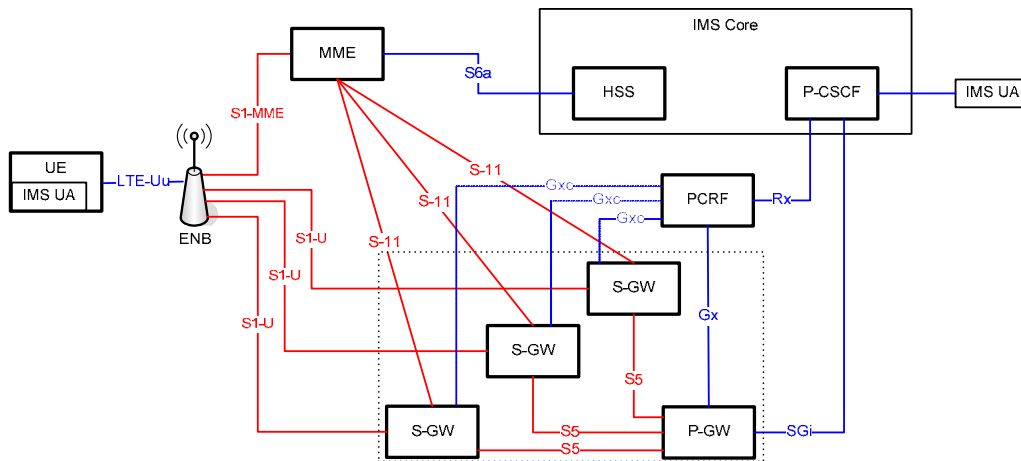 IMS Core
MME
S6a
HSS
P-CSCF
IMS UA
S1-MME
UE
IMS UA
LTE-Uu
ENB
S-11
S-11
S-11
Gxc
Gxc
Gxc
PCRF
Rx
S1-U
S1-U
S1-U
S-GW
Gx
S-GW
S5
S-GW
S5
S5
P-GW
SGi